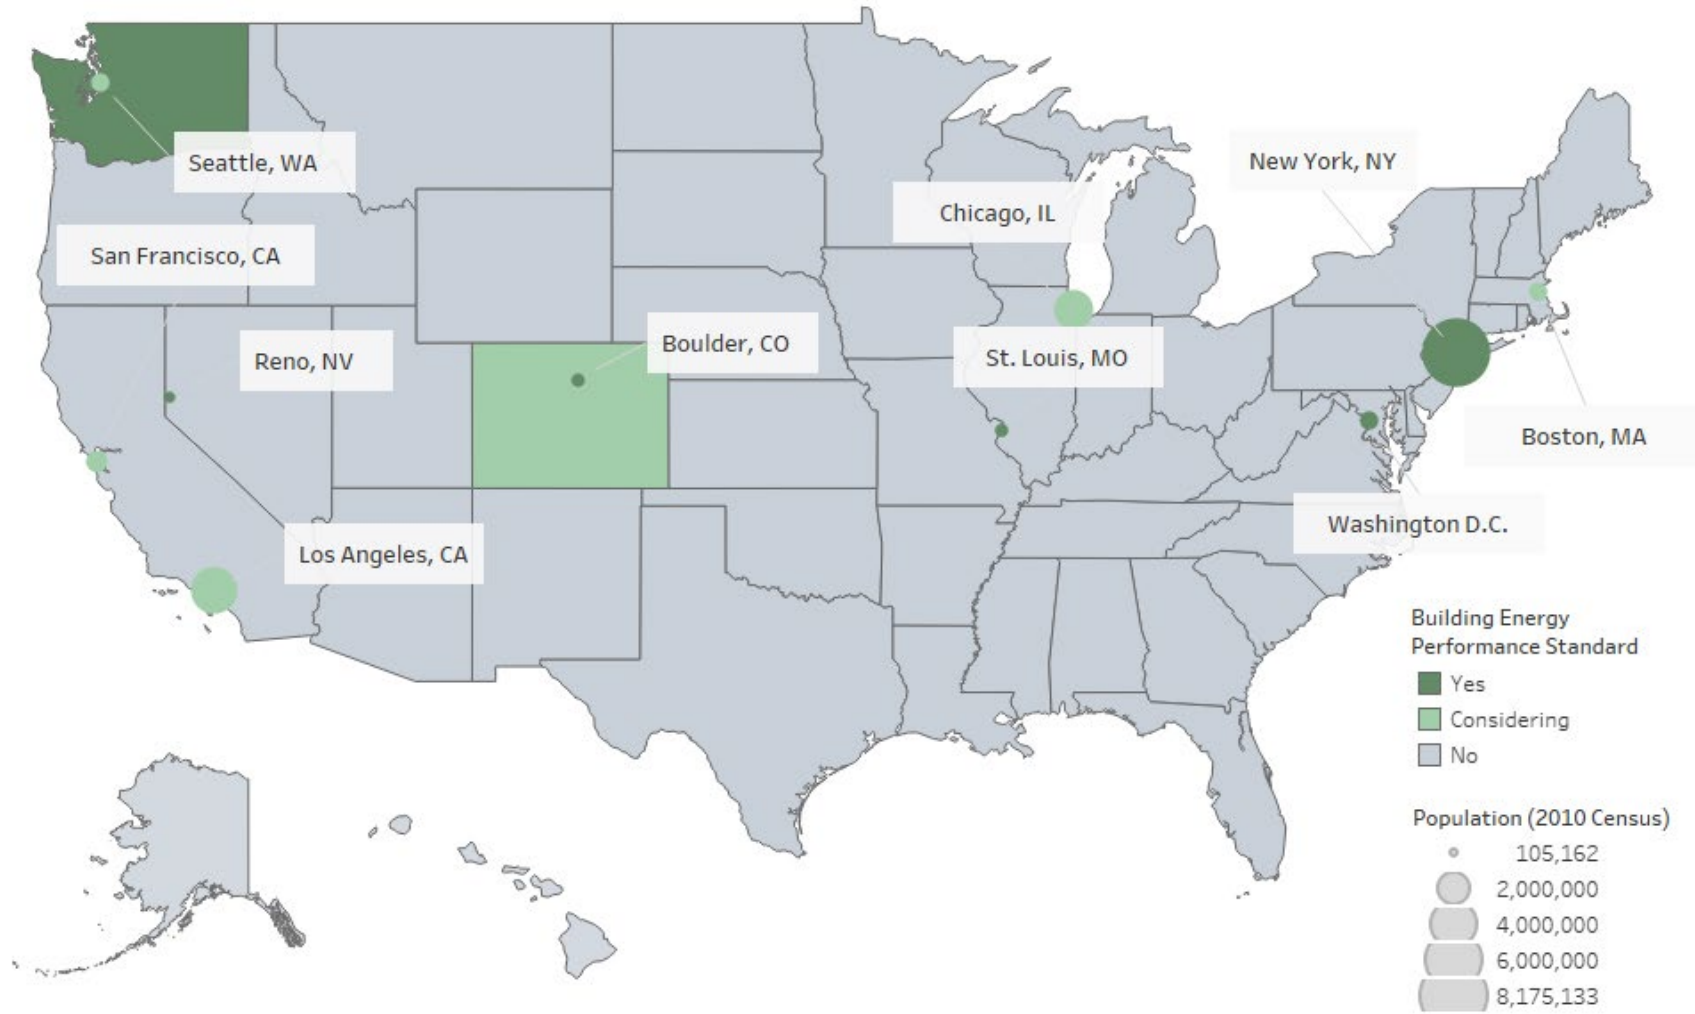 Seattle, WA
New York, NY
Chicago, IL
San Francisco, CA
Boulder, CO
Reno, NV
St. Louis, MO
Boston, MA
Washington D.C.
Los Angeles, CA
Building Energy
Performance Standard
Yes
Considering
No
Population (2010 Census)
105,162
2,000,000
4,000,000
6,000,000
8,175,133